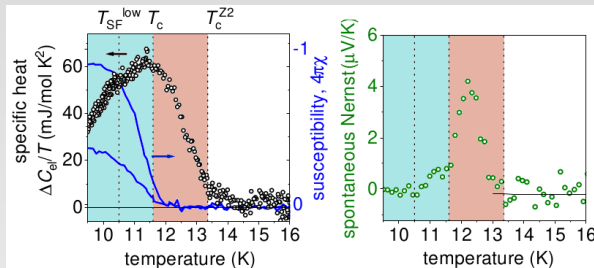 T_SF^low T_c T_c^Z2
specific heat
ΔC_el/T (mJ/mol K²)
60
40
20
0
10 11 12 13 14 15 16
temperature (K)
-1
0
susceptibility, 4πχ
spontaneous Nernst(μV/K)
6
4
2
0
10 11 12 13 14 15 16
temperature (K)